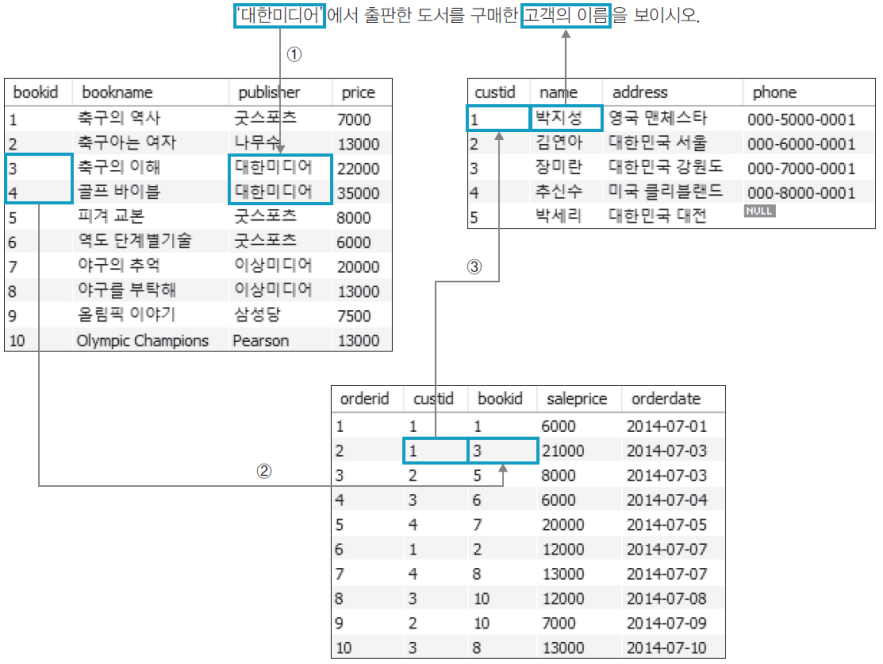 '대한미디어'에서 출판한 도서를 구매한 고객의 이름을 보이시오.
①
bookid bookname publisher price
1 축구의 역사 굿스포츠 7000
2 축구아는 여자 나무수 13000
3 축구의 이해 대한미디어 22000
4 골프 바이블 대한미디어 35000
5 피겨 교본 굿스포츠 8000
6 역도 단계별기술 굿스포츠 6000
7 야구의 추억 이상미디어 20000
8 야구를 부탁해 이상미디어 13000
9 올림픽 이야기 삼성당 7500
10 Olympic Champions Pearson 13000
custid name address phone
1 박지성 영국 맨체스타 000-5000-0001
2 김연아 대한민국 서울 000-6000-0001
3 장미란 대한민국 강원도 000-7000-0001
4 추신수 미국 클리블랜드 000-8000-0001
5 박세리 대한민국 대전 NULL
③
②
orderid custid bookid saleprice orderdate
1 1 1 6000 2014-07-01
2 1 3 21000 2014-07-03
3 2 5 8000 2014-07-03
4 3 6 6000 2014-07-04
5 4 7 20000 2014-07-05
6 1 2 12000 2014-07-07
7 4 8 13000 2014-07-07
8 3 10 12000 2014-07-08
9 2 10 7000 2014-07-09
10 3 8 13000 2014-07-10